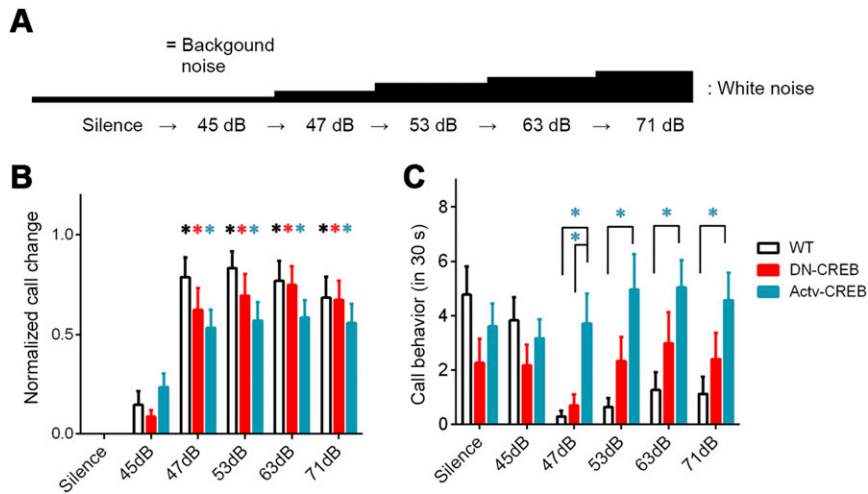 A
= Backgound
noise
: White noise
Silence → 45 dB → 47 dB → 53 dB → 63 dB → 71 dB
B
Normalized call change
1.0
0.5
0.0
*** *** *** ***
Silence
45dB
47dB
53dB
63dB
71dB
C
Call behavior (in 30 s)
8
6
4
2
0
* * * *
*
Silence
45dB
47dB
53dB
63dB
71dB
WT
DN-CREB
Actv-CREB